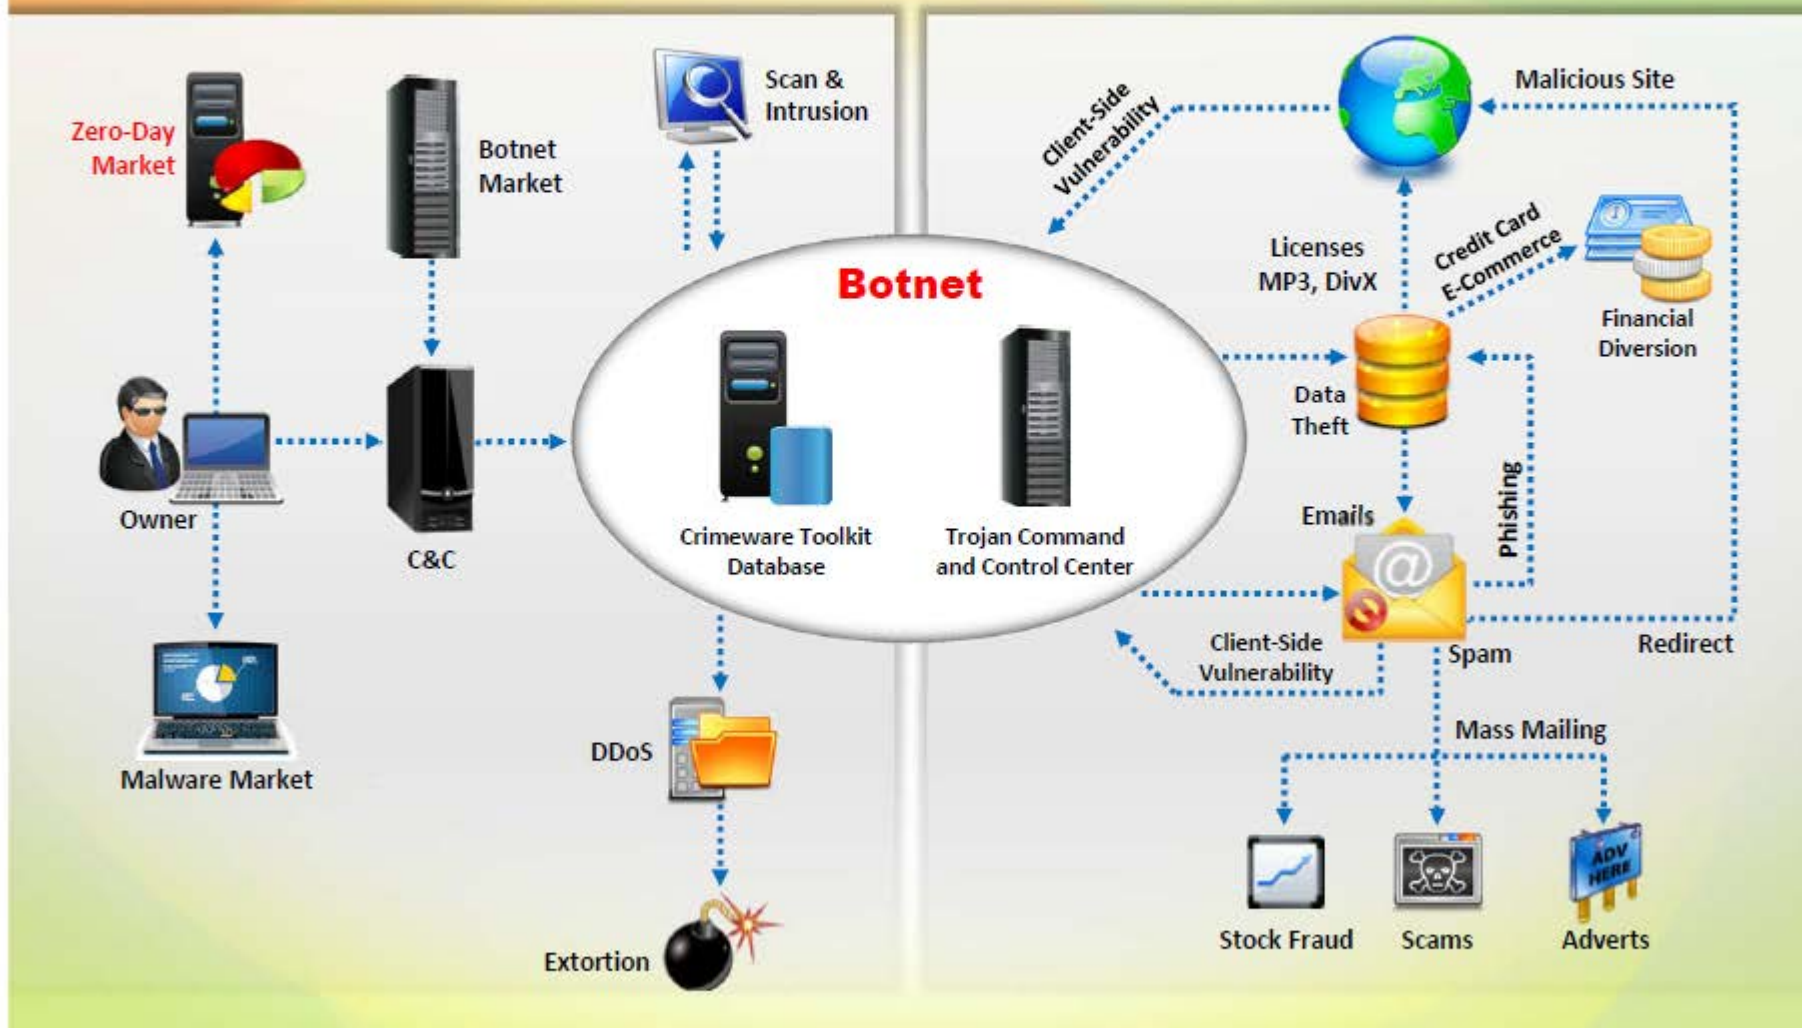 Zero-Day
Market
Botnet
Market
Scan &
Intrusion
Owner
C&C
Malware Market
Botnet
Crimeware Toolkit
Database
Trojan Command
and Control Center
DDoS
Extortion
Client-Side
Vulnerability
Malicious Site
Licenses
MP3, DivX
Credit Card
E-Commerce
Financial
Diversion
Data
Theft
Emails
@
Phishing
Spam
Redirect
Client-Side
Vulnerability
Mass Mailing
ADV
HERE
Stock Fraud
Scams
Adverts